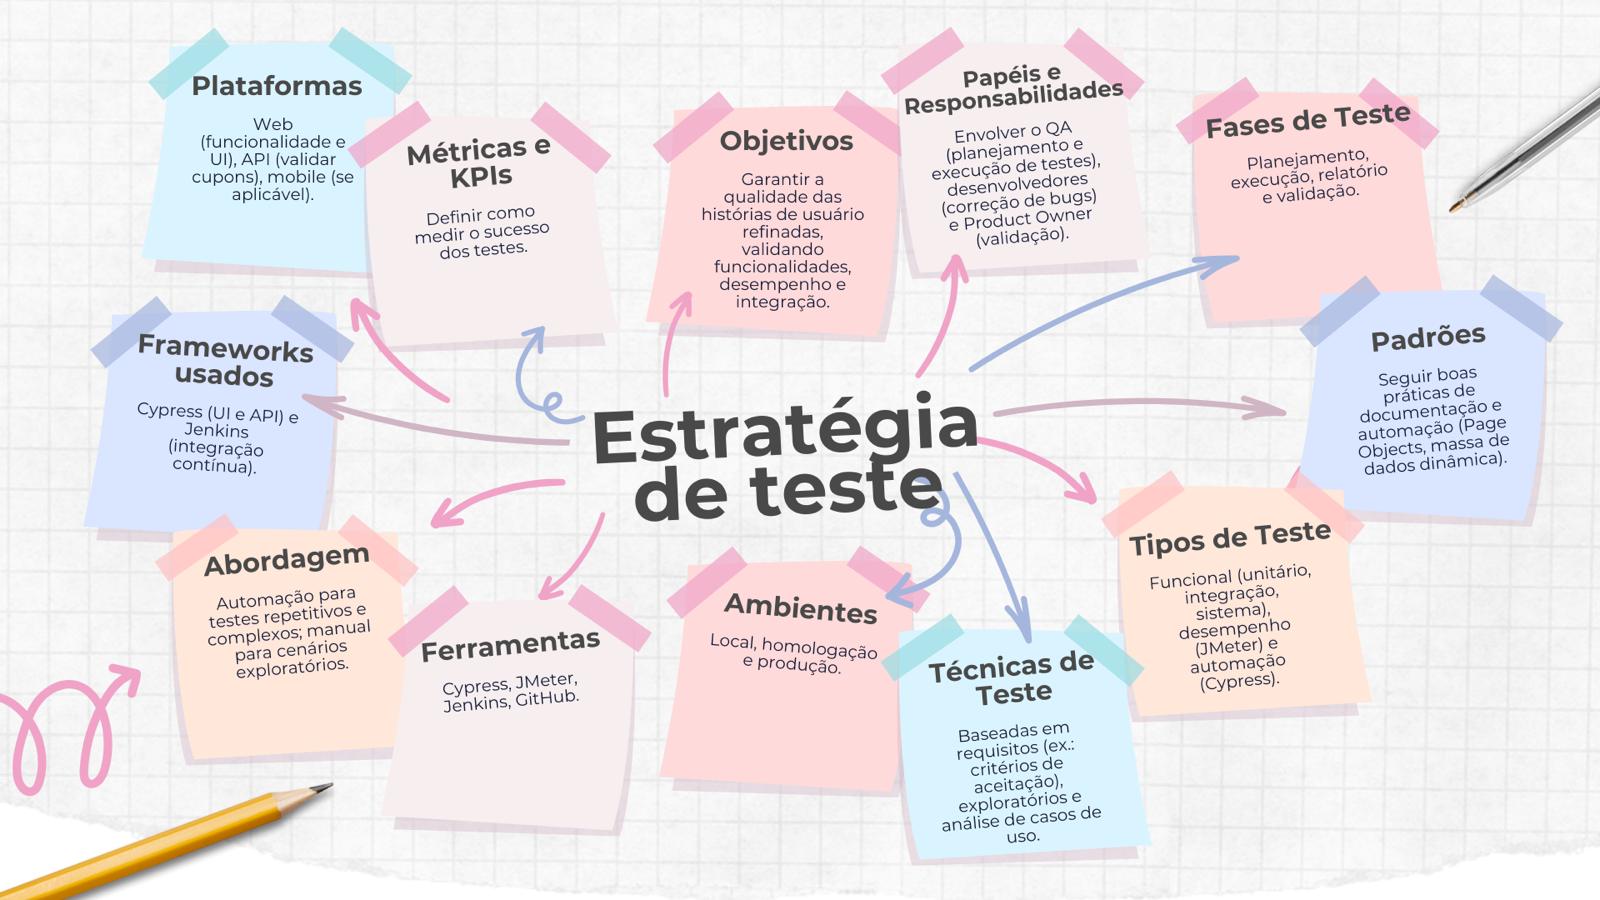 Plataformas
Web
(funcionalidade e
UI), API (validar
cupons), mobile (se
aplicável).
Métricas e
KPIs
Definir como
medir o sucesso
dos testes.
Objetivos
Garantir a
qualidade das
histórias de usuário
refinadas,
validando
funcionalidades,
desempenho e
integração.
Papéis e
Responsabilidades
Envolver o QA
(planejamento e
execução de testes),
desenvolvedores
(correção de bugs)
e Product Owner
(validação).
Fases de Teste
Planejamento,
execução, relatório
e validação.
Frameworks
usados
Cypress (UI e API) e
Jenkins
(integração
contínua).
Estratégia
de teste
Padrões
Seguir boas
práticas de
documentação e
automação (Page
Objects, massa de
dados dinâmica).
Abordagem
Automação para
testes repetitivos e
complexos; manual
para cenários
exploratórios.
Ferramentas
Cypress, JMeter,
Jenkins, GitHub.
Ambientes
Local, homologação
e produção.
Técnicas de
Teste
Baseadas em
requisitos (ex.:
critérios de
aceitação),
exploratórios e
análise de casos de
uso.
Tipos de Teste
Funcional (unitário,
integração,
sistema),
desempenho
(JMeter) e
automação
(Cypress).